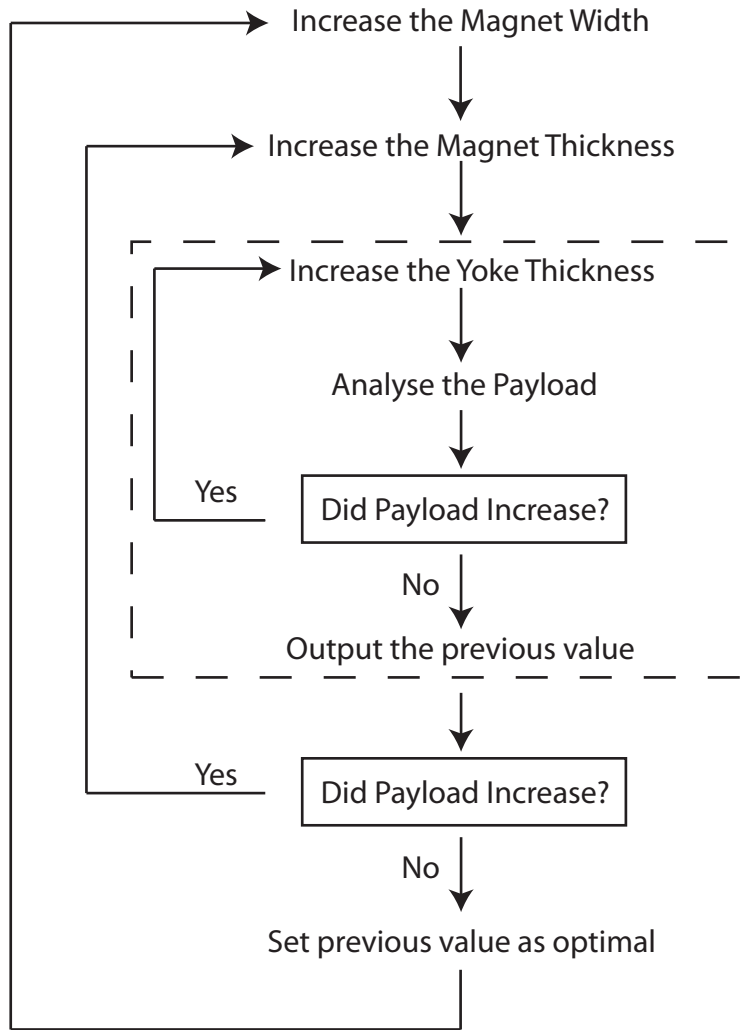 Increase the Magnet Width
Increase the Magnet Thickness
Increase the Yoke Thickness
Analyse the Payload
Yes
Did Payload Increase?
No
Output the previous value
Yes
Did Payload Increase?
No
Set previous value as optimal